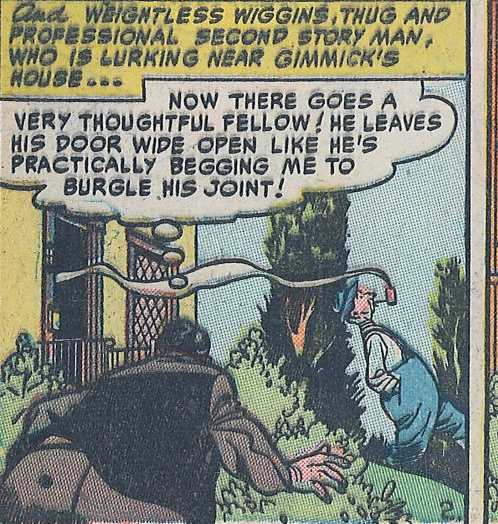 And, WEIGHTLESS WIGGINS, THUG AND
PROFESSIONAL SECOND STORY MAN,
WHO IS LURKING NEAR GIMMICK'S
HOUSE...
NOW THERE GOES A
VERY THOUGHTFUL FELLOW! HE LEAVES
HIS DOOR WIDE OPEN LIKE HE'S
PRACTICALLY BEGGING ME TO
BURGLE HIS JOINT!
2